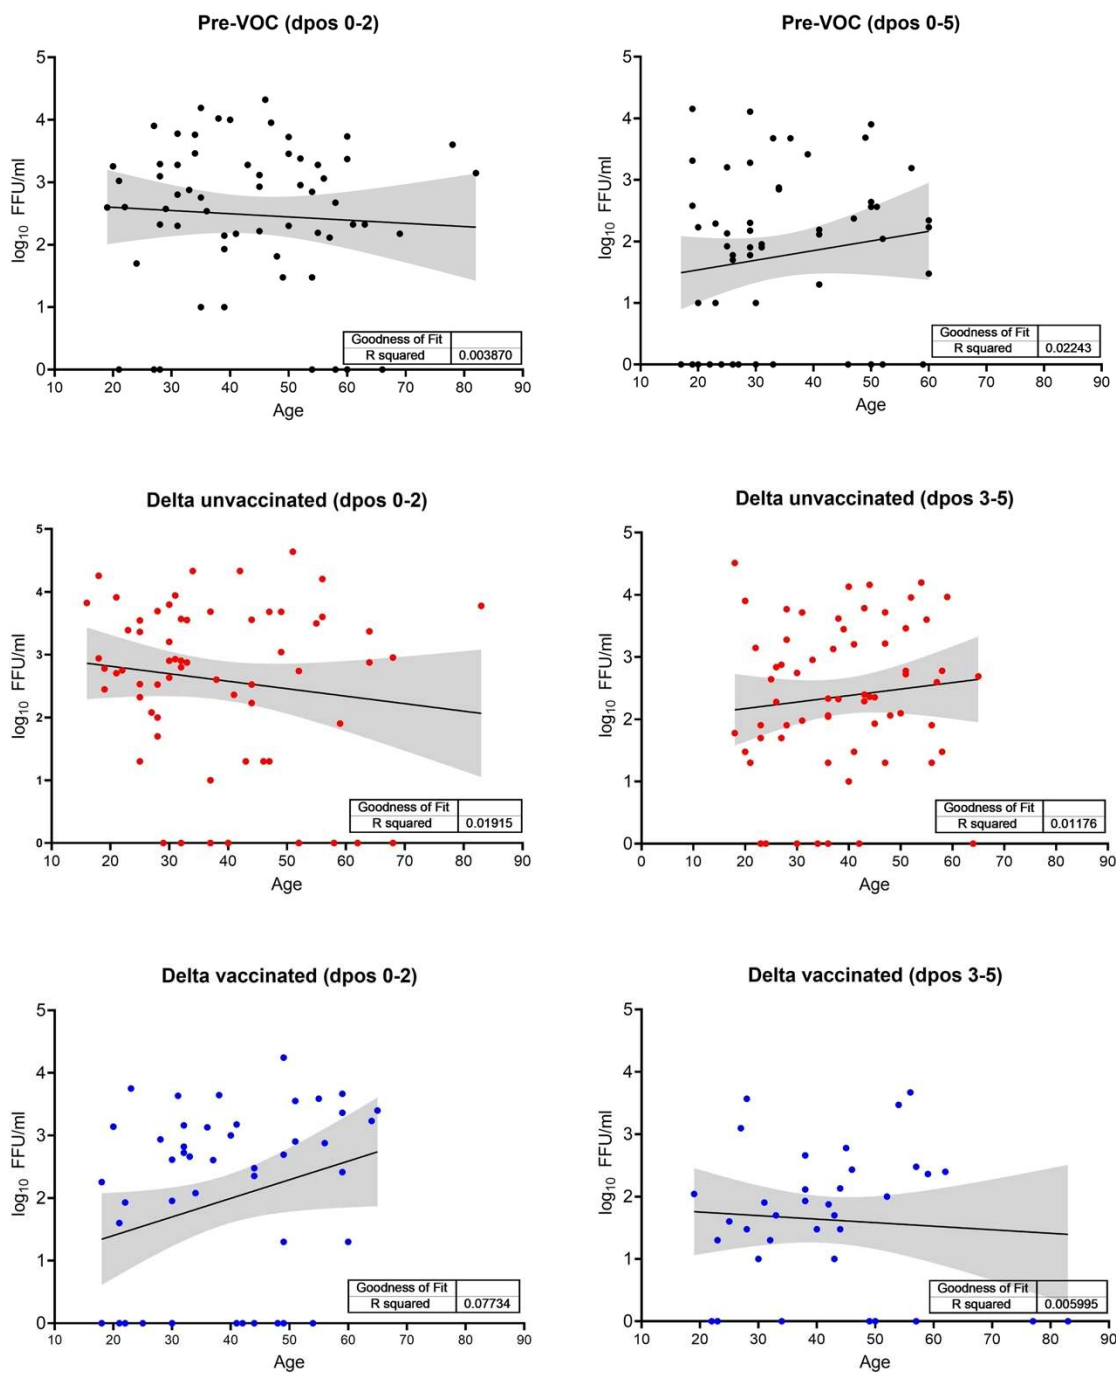 Pre-VOC (dpos 0-2)
5
4
3
2
1
0
log₁₀ FFU/ml
Goodness of Fit
R squared 0.003870
10 20 30 40 50 60 70 80 90
Age
Pre-VOC (dpos 0-5)
5
4
3
2
1
0
log₁₀ FFU/ml
Goodness of Fit
R squared 0.02243
10 20 30 40 50 60 70 80 90
Age
Delta unvaccinated (dpos 0-2)
5
4
3
2
1
0
log₁₀ FFU/ml
Goodness of Fit
R squared 0.01915
10 20 30 40 50 60 70 80 90
Age
Delta unvaccinated (dpos 3-5)
5
4
3
2
1
0
log₁₀ FFU/ml
Goodness of Fit
R squared 0.01176
0 10 20 30 40 50 60 70 80 90
Age
Delta vaccinated (dpos 0-2)
5
4
3
2
1
0
log₁₀ FFU/ml
Goodness of Fit
R squared 0.07734
10 20 30 40 50 60 70 80 90
Age
Delta vaccinated (dpos 3-5)
5
4
3
2
1
0
log₁₀ FFU/ml
Goodness of Fit
R squared 0.005995
10 20 30 40 50 60 70 80 90
Age